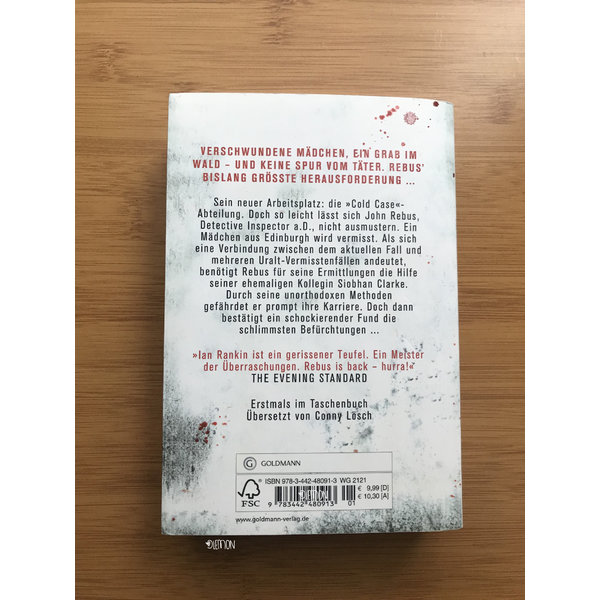 VERSCHWUNDENE MÄDCHEN, EIN GRAB IM
WALD – UND KEINE SPUR VOM TÄTER. REBUS'
BISLANG GRÖSSTE HERAUSFORDERUNG ...
Sein neuer Arbeitsplatz: die »Cold Case«-
Abteilung. Doch so leicht lässt sich John Rebus,
Detective Inspector a.D., nicht ausmustern. Ein
Mädchen aus Edinburgh wird vermisst. Als sich
eine Verbindung zwischen dem aktuellen Fall und
mehreren Uralt-Vermisstenfällen andeutet,
benötigt Rebus für seine Ermittlungen die Hilfe
seiner ehemaligen Kollegin Siobhan Clarke.
Durch seine unorthodoxen Methoden
gefährdet er prompt ihre Karriere. Doch dann
bestätigt ein schockierender Fund die
schlimmsten Befürchtungen ...
»Ian Rankin ist ein gerissener Teufel. Ein Meister
der Überraschungen. Rebus is back – hurra!«
THE EVENING STANDARD
Erstmals im Taschenbuch
Übersetzt von Conny Lösch
G GOLDMANN
ISBN 978-3-442-48091-3 WG 2121
€ 9,99 [D]
€ 10,30 [A]
FSC
9 783442 480913 01
www.goldmann-verlag.de